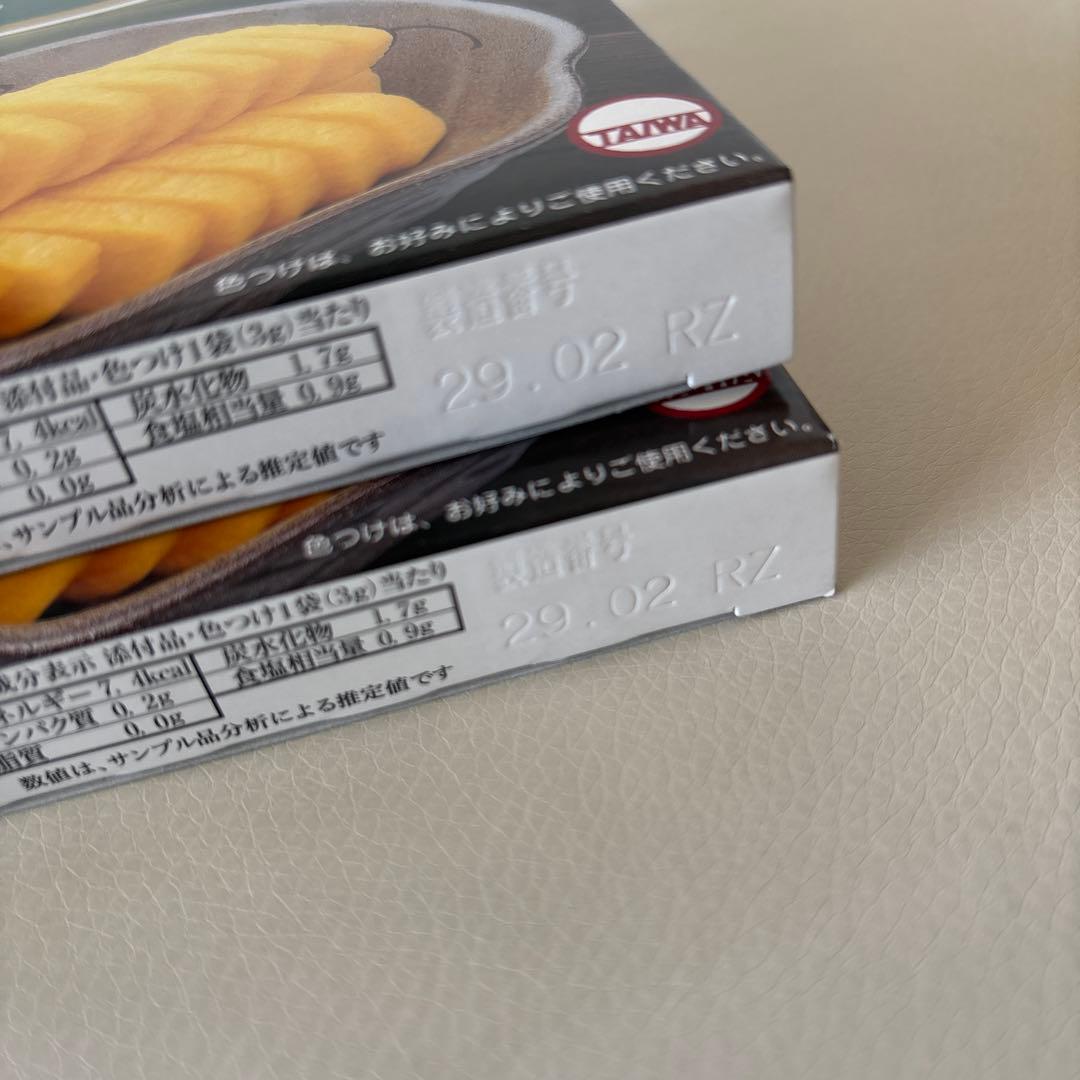 TAIWA
色つけは、お好みによりご使用ください。
添付品・色つけ1袋(3g)当たり
7.4kcal 炭水化物 1.7g
0.2g 食塩相当量 0.9g
0.0g
、サンプル品分析による推定値です
製造番号
29.02 RZ
色つけは、お好みによりご使用ください。
成分表示 添付品・色つけ1袋(3g)当たり
ネルギー 7.4kcal 炭水化物 1.7g
ンパク質 0.2g 食塩相当量 0.9g
脂質 0.0g
数値は、サンプル品分析による推定値です
製造番号
29.02 RZ